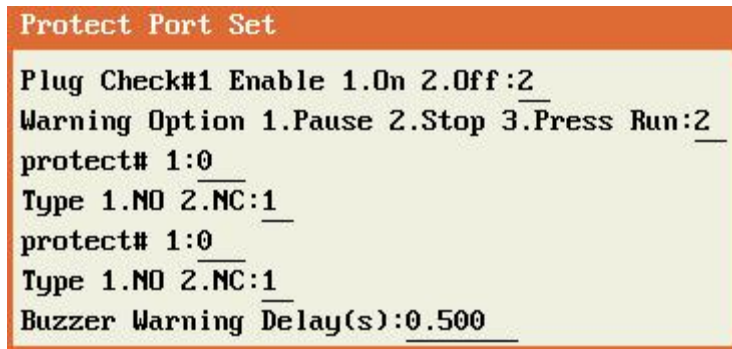 Protect Port Set
Plug Check#1 Enable 1.On 2.Off:2
Warning Option 1.Pause 2.Stop 3.Press Run:2
protect# 1:0
Type 1.NO 2.NC:1
protect# 1:0
Type 1.NO 2.NC:1
Buzzer Warning Delay(s):0.500